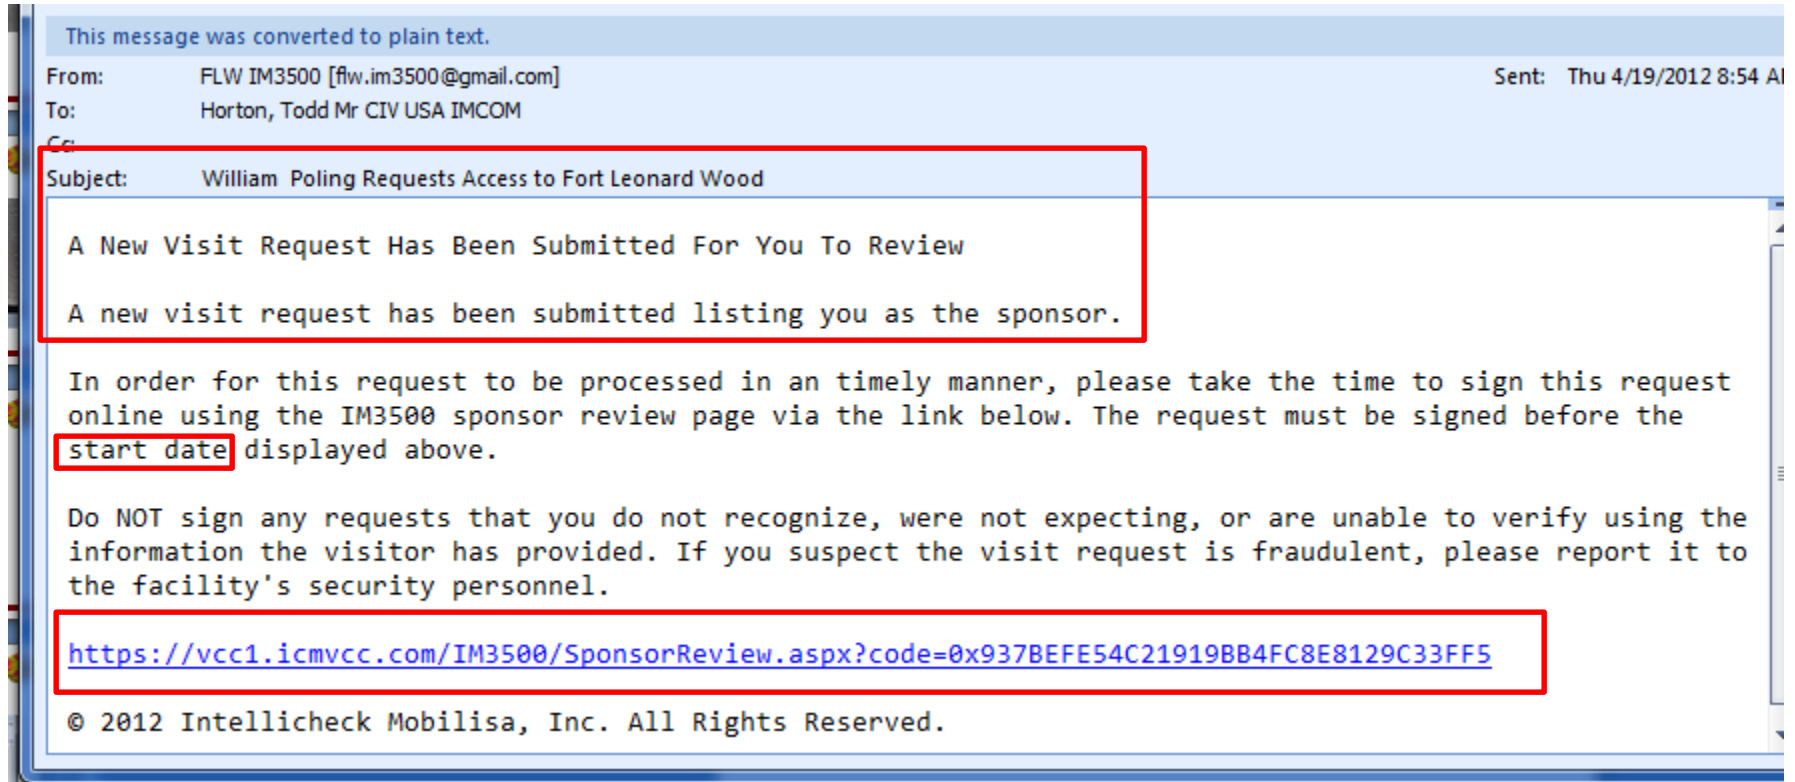 This message was converted to plain text.
From: FLW IM3500 [flw.im3500@gmail.com] Sent: Thu 4/19/2012 8:54 A
To: Horton, Todd Mr CIV USA IMCOM
Cc:
Subject: William  Poling Requests Access to Fort Leonard Wood
A New Visit Request Has Been Submitted For You To Review
A new visit request has been submitted listing you as the sponsor.
In order for this request to be processed in an timely manner, please take the time to sign this request
online using the IM3500 sponsor review page via the link below. The request must be signed before the
start date displayed above.
Do NOT sign any requests that you do not recognize, were not expecting, or are unable to verify using the
information the visitor has provided. If you suspect the visit request is fraudulent, please report it to
the facility's security personnel.
https://vcc1.icmvcc.com/IM3500/SponsorReview.aspx?code=0x937BEFE54C21919BB4FC8E8129C33FF5
© 2012 Intellicheck Mobilisa, Inc. All Rights Reserved.